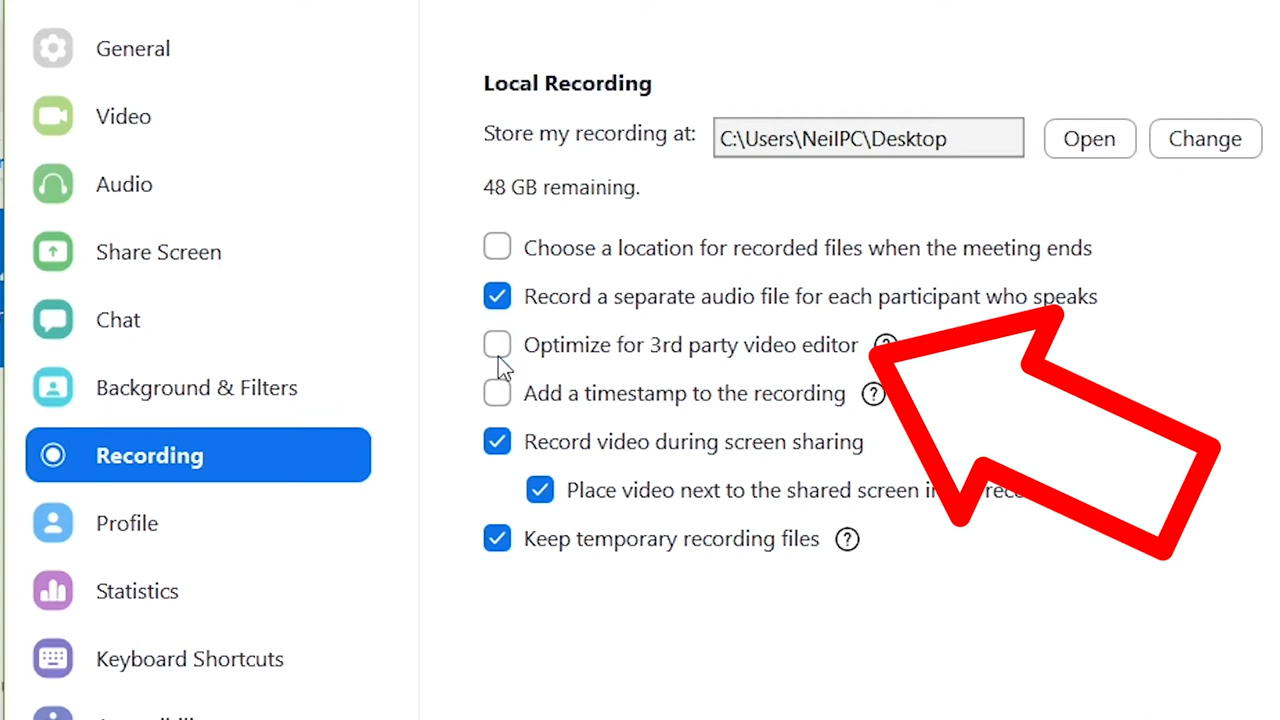 General
Video
Audio
Share Screen
Chat
Background & Filters
Recording
Profile
Statistics
Keyboard Shortcuts
Local Recording
Store my recording at: C:\Users\NeilPC\Desktop Open Change
48 GB remaining.
Choose a location for recorded files when the meeting ends
Record a separate audio file for each participant who speaks
Optimize for 3rd party video editor ?
Add a timestamp to the recording ?
Record video during screen sharing
Place video next to the shared screen in
Keep temporary recording files ?